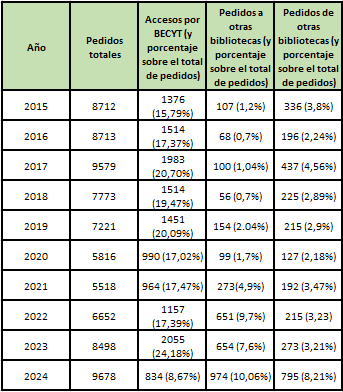 Año
Pedidos
totales
Accesos por
BECYT (y
porcentaje
sobre el total
de pedidos)
Pedidos a
otras
bibliotecas (y
porcentaje
sobre el total
de pedidos)
Pedidos de
otras
bibliotecas (y
porcentaje
sobre el total
de pedidos)
2015 8712 1376 (15,79%) 107 (1,2%) 336 (3,8%)
2016 8713 1514 (17,37%) 68 (0,7%) 196 (2,24%)
2017 9579 1983 (20,70%) 100 (1,04%) 437 (4,56%)
2018 7773 1514 (19,47%) 56 (0,7%) 225 (2,89%)
2019 7221 1451 (20,09%) 154 (2.04%) 215 (2,9%)
2020 5816 990 (17,02%) 99 (1,7%) 127 (2,18%)
2021 5518 964 (17,47%) 273(4,9%) 192 (3,47%)
2022 6652 1157 (17,39%) 651 (9,7%) 215 (3,23)
2023 8498 2055 (24,18%) 654 (7,6%) 273 (3,21%)
2024 9678 834 (8,67%) 974 (10,06%) 795 (8,21%)